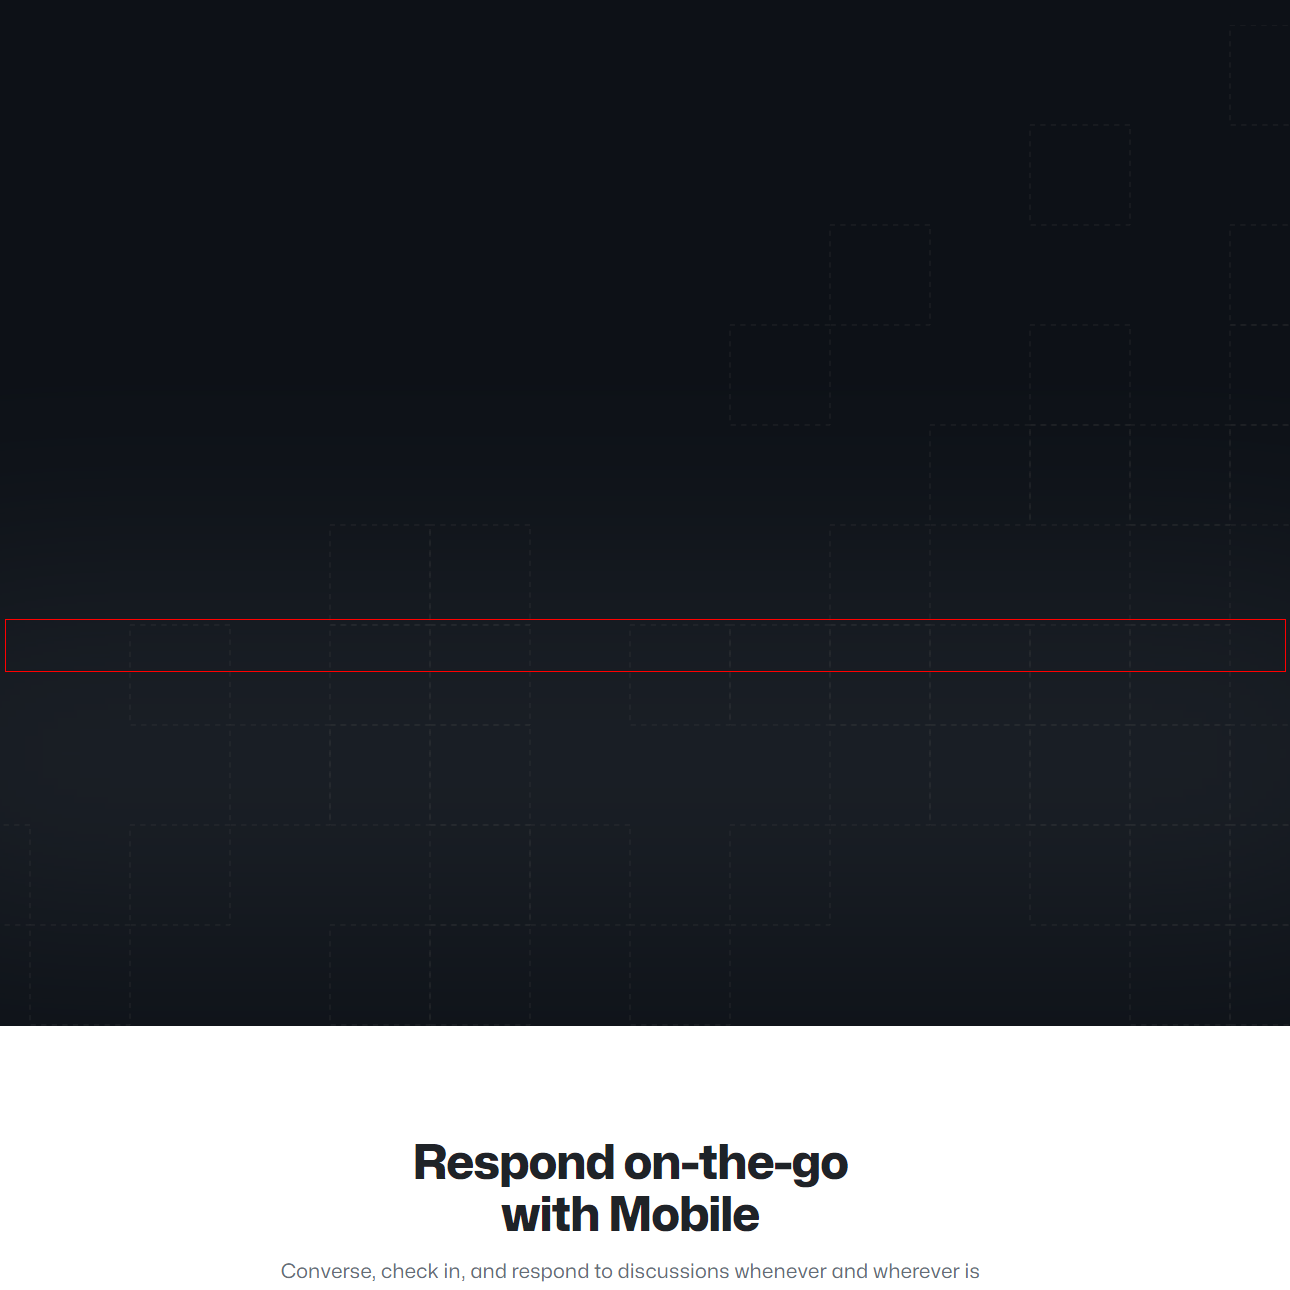 Respond on-the-go
with Mobile
Converse, check in, and respond to discussions whenever and wherever is